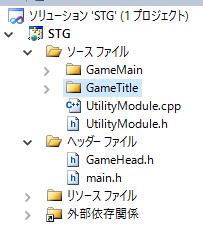 ソリューション 'STG' (1 プロジェクト)
STG
ソース ファイル
GameMain
GameTitle
UtilityModule.cpp
UtilityModule.h
ヘッダー ファイル
GameHead.h
main.h
リソース ファイル
外部依存関係